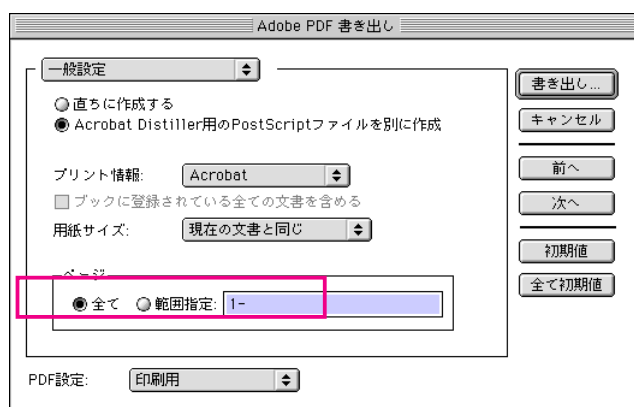 Adobe PDF 書き出し
一般設定
直ちに作成する
Acrobat Distiller用のPostScriptファイルを別に作成
プリント情報: Acrobat
ブックに登録されている全ての文書を含める
用紙サイズ: 現在の文書と同じ
ページ
全て 範囲指定: 1-
PDF設定: 印刷用
書き出し...
キャンセル
前へ
次へ
初期値
全て初期値